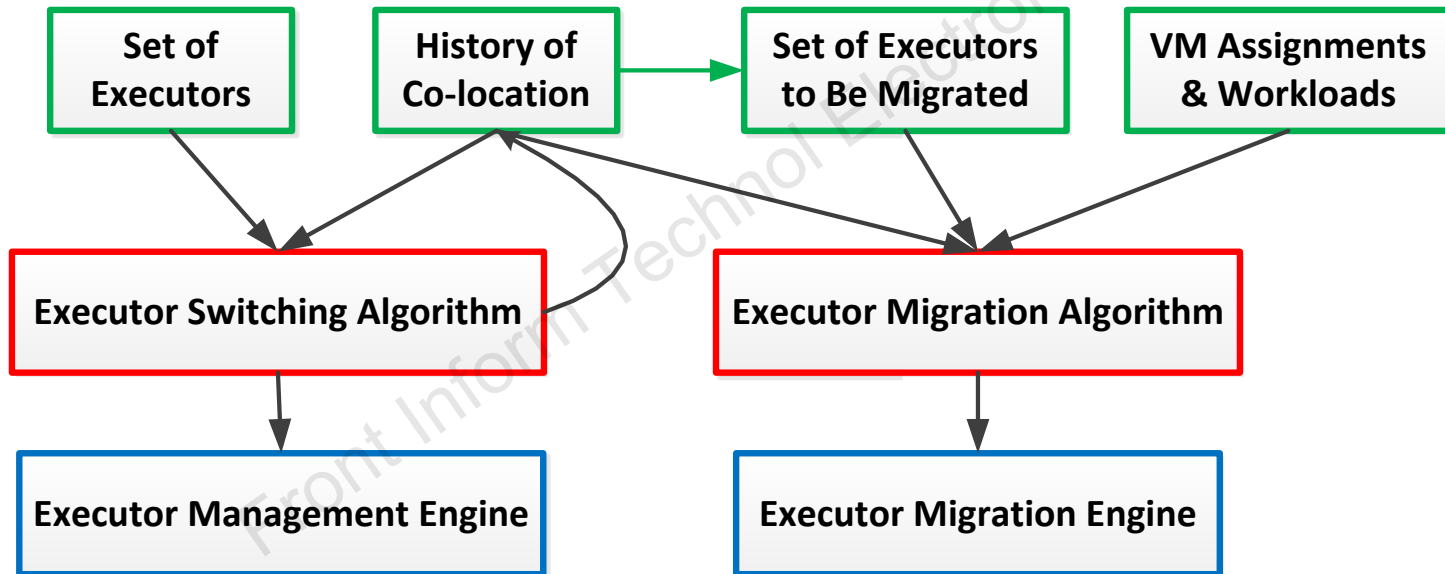 Set of
Executors
History of
Co-location
Set of Executors
to Be Migrated
VM Assignments
& Workloads
Executor Switching Algorithm
Executor Migration Algorithm
Executor Management Engine
Executor Migration Engine
Front Inform Technol Electro